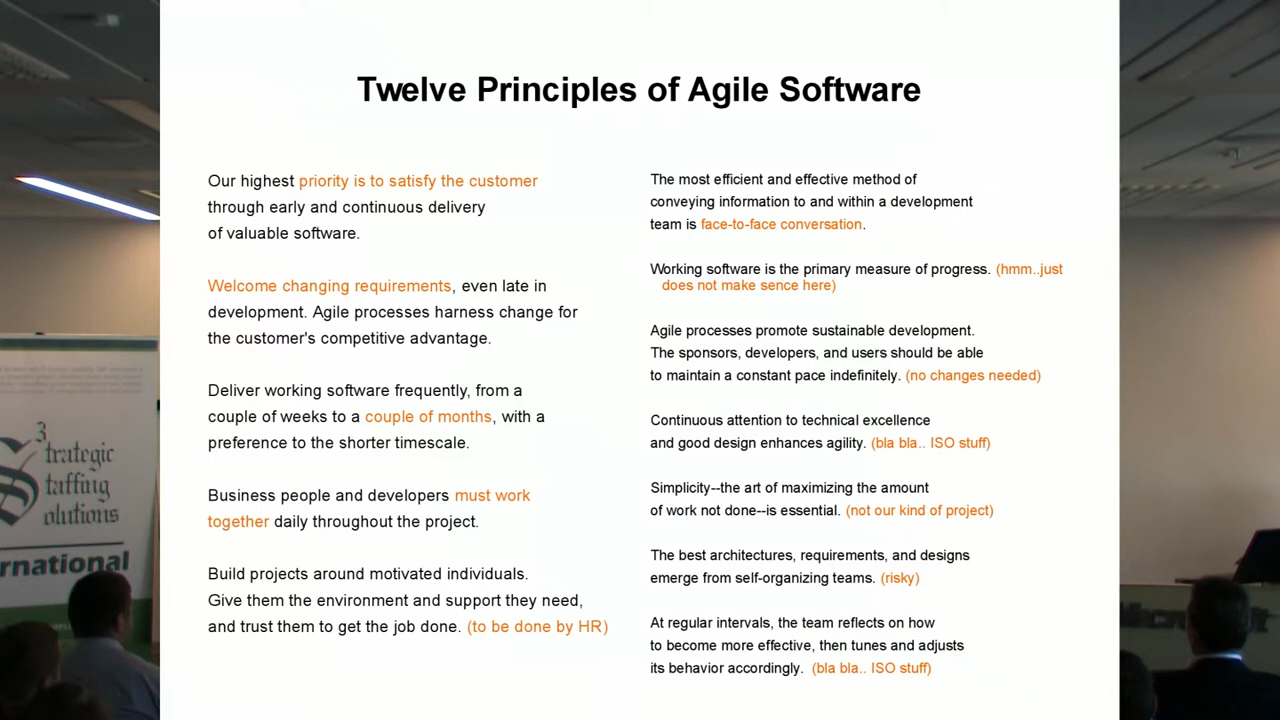 Twelve Principles of Agile Software
Our highest priority is to satisfy the customer
through early and continuous delivery
of valuable software.
Welcome changing requirements, even late in
development. Agile processes harness change for
the customer's competitive advantage.
Deliver working software frequently, from a
couple of weeks to a couple of months, with a
preference to the shorter timescale.
Business people and developers must work
together daily throughout the project.
Build projects around motivated individuals.
Give them the environment and support they need,
and trust them to get the job done. (to be done by HR)
The most efficient and effective method of
conveying information to and within a development
team is face-to-face conversation.
Working software is the primary measure of progress. (hmm..just
does not make sence here)
Agile processes promote sustainable development.
The sponsors, developers, and users should be able
to maintain a constant pace indefinitely. (no changes needed)
Continuous attention to technical excellence
and good design enhances agility. (bla bla.. ISO stuff)
Simplicity--the art of maximizing the amount
of work not done--is essential. (not our kind of project)
The best architectures, requirements, and designs
emerge from self-organizing teams. (risky)
At regular intervals, the team reflects on how
to become more effective, then tunes and adjusts
its behavior accordingly. (bla bla.. ISO stuff)
3
Strategic
Staffing
Solutions
rnational